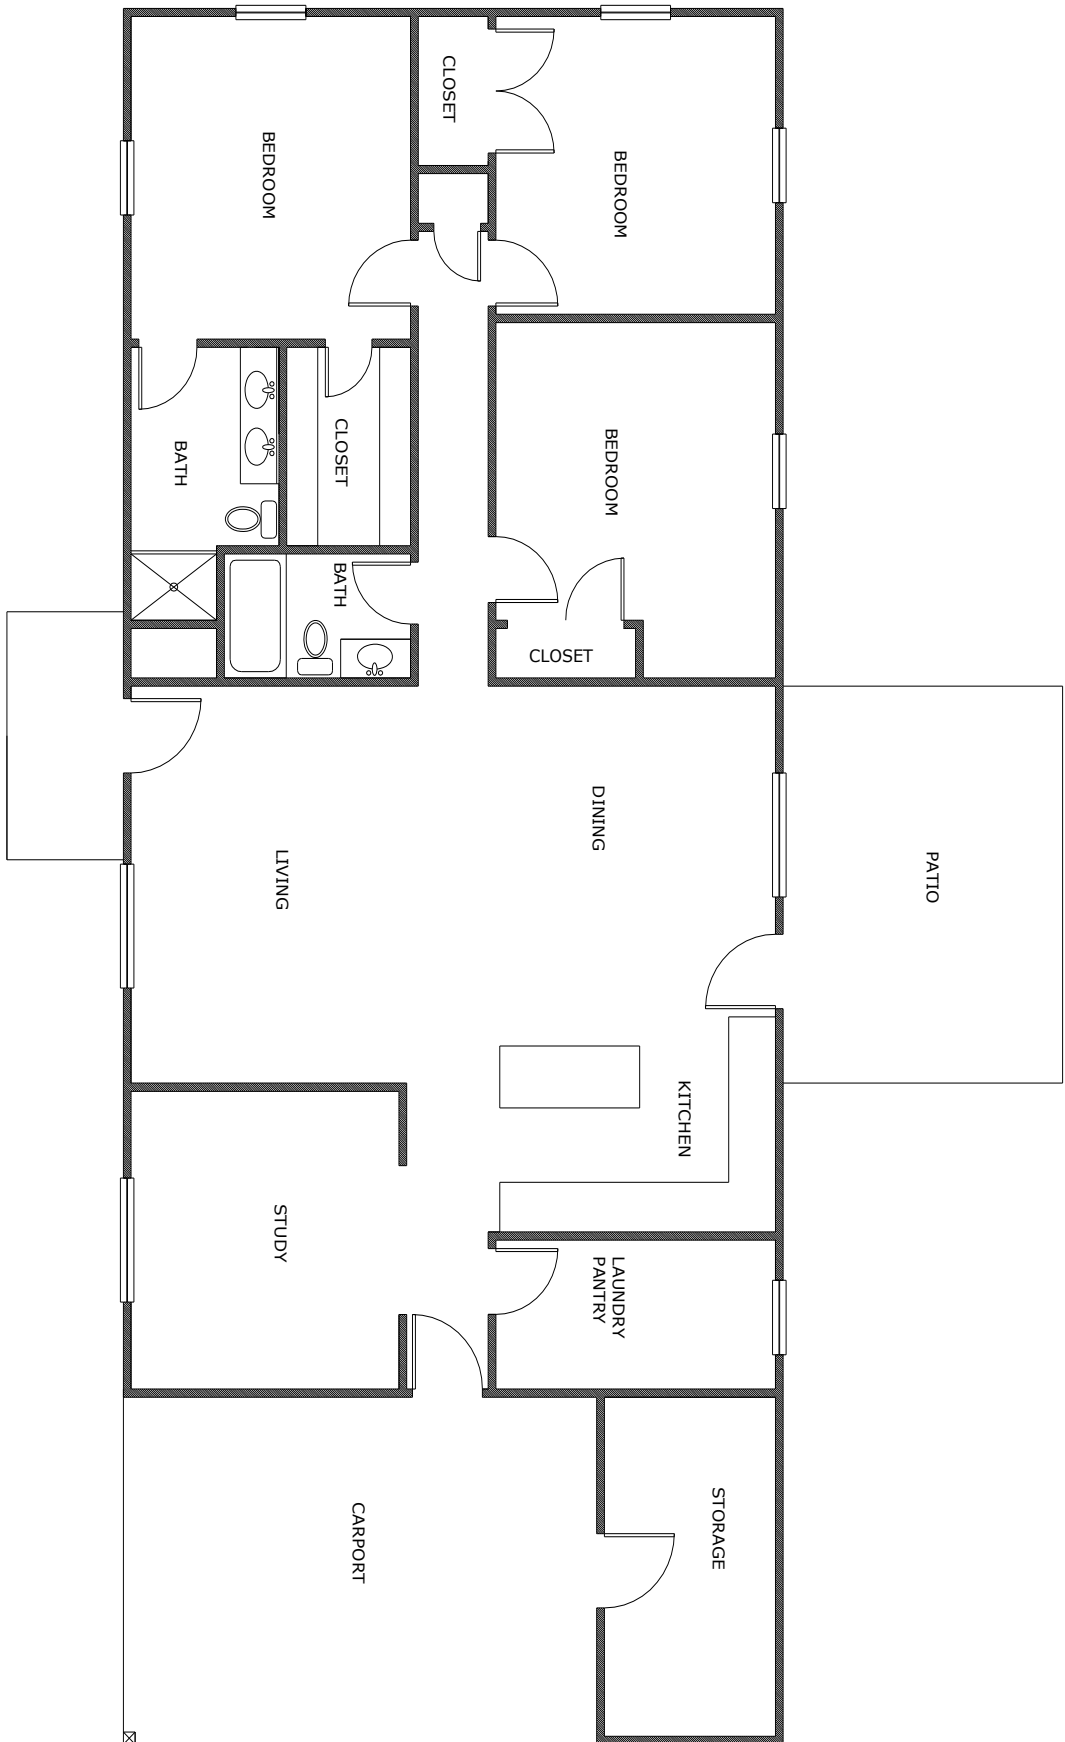 CLOSET
BEDROOM
BEDROOM
BATH
CLOSET
BEDROOM
BATH
CLOSET
LIVING
DINING
PATIO
KITCHEN
STUDY
LAUNDRY
PANTRY
CARPORT
STORAGE